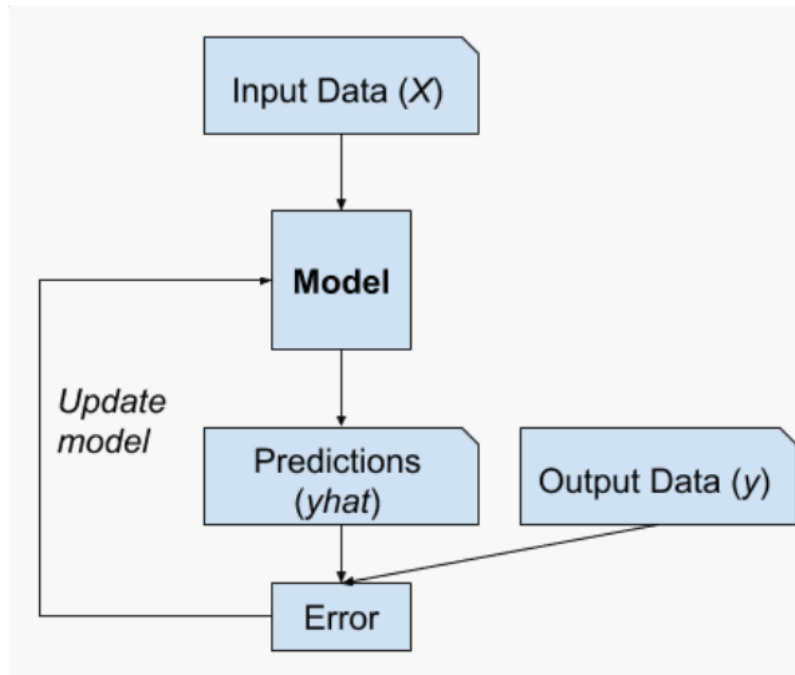 Input Data (X)
Model
Update
model
Predictions
(yhat)
Output Data (y)
Error